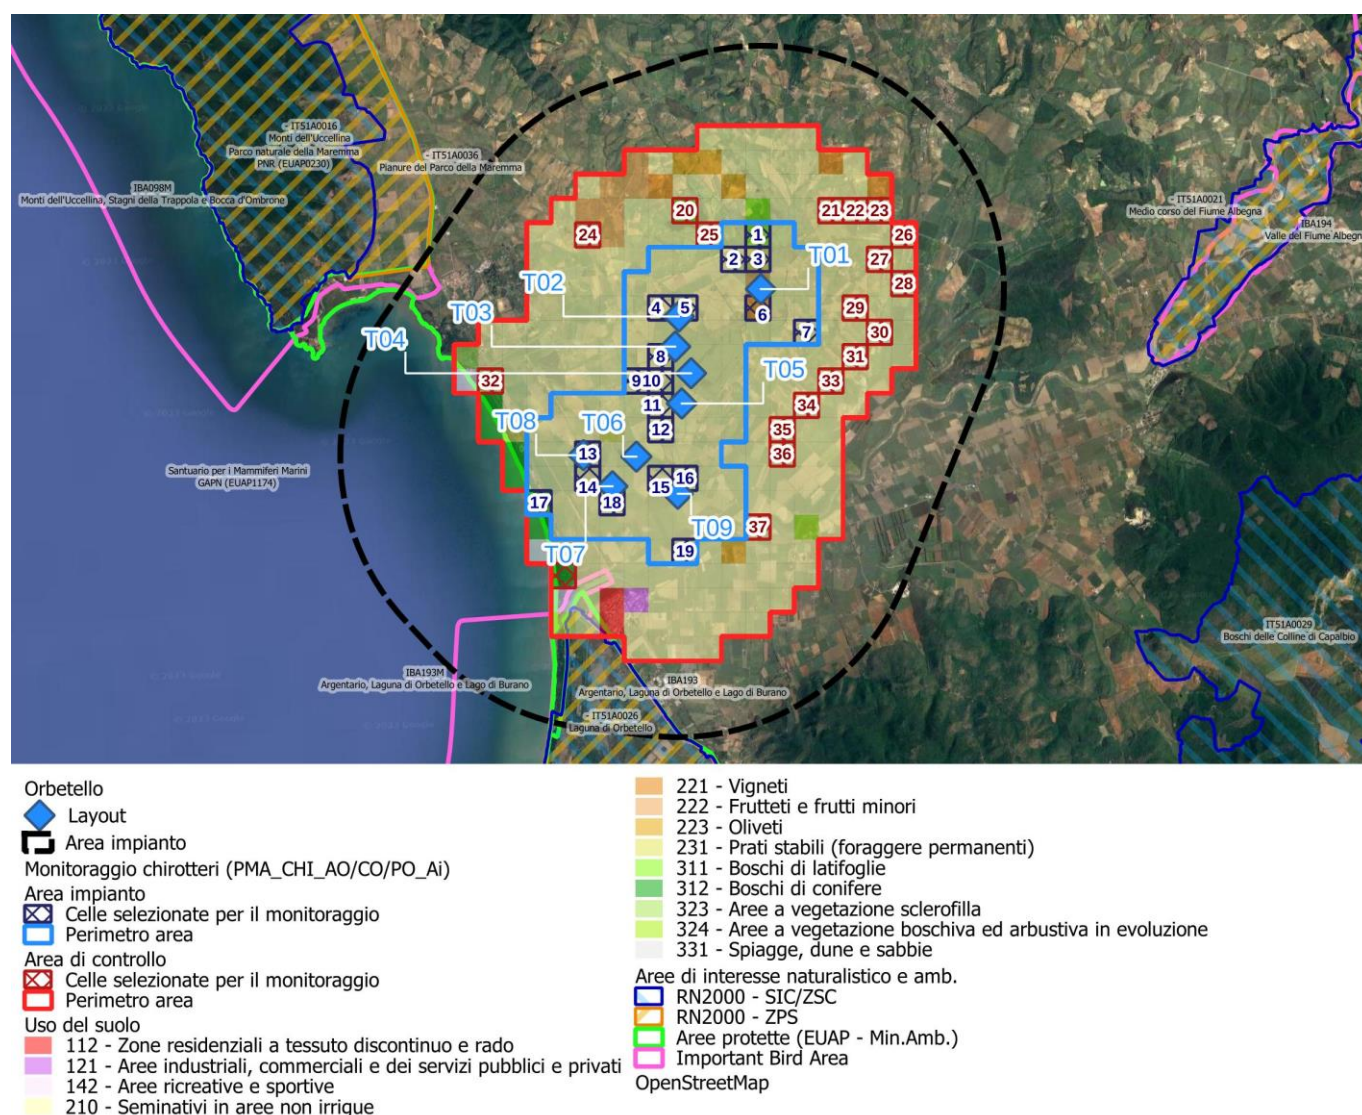 - IT51A0016
Monti dell'Uccellina
Parco naturale della Maremma
PNR (EUAP0230)
- IT51A0036
Pianure del Parco della Maremma
IBA098M
Monti dell'Uccellina, Stagni della Trappola e Bocca d'Ombrone
- IT51A0021
Medio corso del Fiume Albegna
IBA194
Valle del Fiume Albegn
20
21
22
23
24
25
1
26
2
3
T01
27
28
T02
4
5
6
29
T03
7
30
T04
8
31
32
9
10
T05
33
11
34
T08
T06
12
35
13
36
Santuario per i Mammiferi Marini
GAPN (EUAP1174)
14
15
16
17
18
T09
37
T07
19
IT51A0029
Boschi delle Colline di Capalbio
IBA193M
Argentario, Laguna di Orbetello e Lago di Burano
IBA193
Argentario, Laguna di Orbetello e Lago di Burano
- IT51A0026
Laguna di Orbetello
Orbetello
Layout
Area impianto
Monitoraggio chirotteri (PMA_CHI_AO/CO/PO_Ai)
Area impianto
Celle selezionate per il monitoraggio
Perimetro area
Area di controllo
Celle selezionate per il monitoraggio
Perimetro area
Uso del suolo
112 - Zone residenziali a tessuto discontinuo e rado
121 - Aree industriali, commerciali e dei servizi pubblici e privati
142 - Aree ricreative e sportive
210 - Seminativi in aree non irrigue
221 - Vigneti
222 - Frutteti e frutti minori
223 - Oliveti
231 - Prati stabili (foraggere permanenti)
311 - Boschi di latifoglie
312 - Boschi di conifere
323 - Aree a vegetazione sclerofilla
324 - Aree a vegetazione boschiva ed arbustiva in evoluzione
331 - Spiagge, dune e sabbie
Aree di interesse naturalistico e amb.
RN2000 - SIC/ZSC
RN2000 - ZPS
Aree protette (EUAP - Min.Amb.)
Important Bird Area
OpenStreetMap